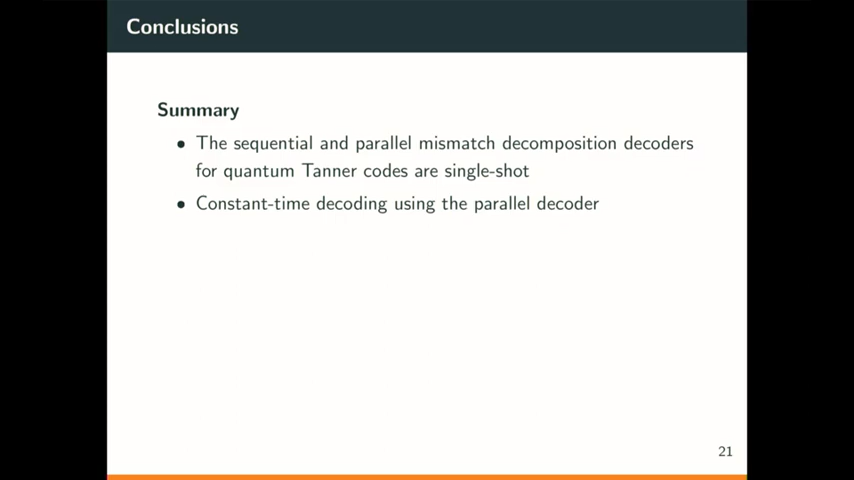 Conclusions
Summary
• The sequential and parallel mismatch decomposition decoders
for quantum Tanner codes are single-shot
• Constant-time decoding using the parallel decoder
21